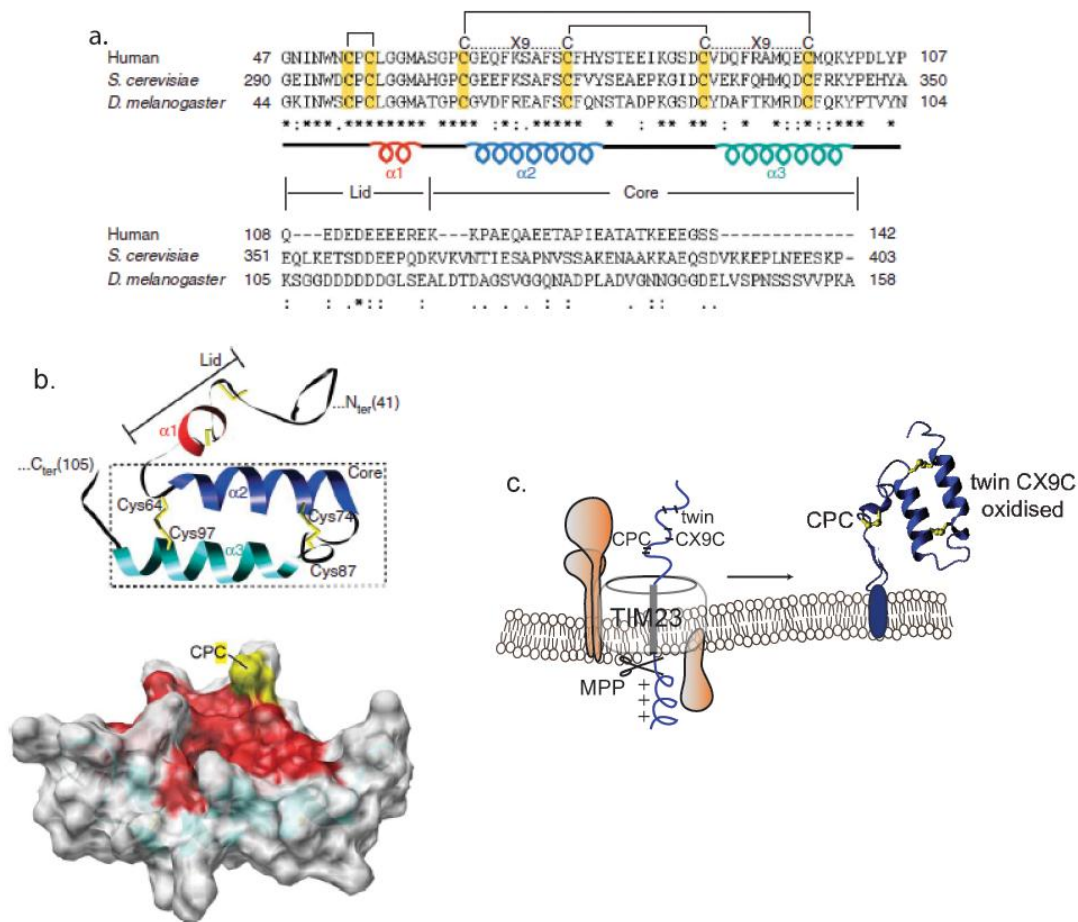 a.
C........X9......C C........X9......C
Human 47 GNINWNCPCLGGMASGPCGEQFKSAFSCFHYSTEEIKGSDCVDQFRAMQECMQKYPDLYP 107
S. cerevisiae 290 GEINWDCPCLGGMAHGPCGEEFKSAFSCFVYSEAEPKGIDCVEKFQHMQDCFRKYPEHYA 350
D. melanogaster 44 GKINWSCPCLGGMATGPCGVDFREAFSCFQNSTADPKGSDCYDAFTKMRDCFQKYPTVYN 104
α1 α2 α3
Lid Core
Human 108 Q---EDEDEEEEREK---KPAEQAEETAPIEATATKEEEGSS-------------- 142
S. cerevisiae 351 EQLKETSDDEEPQDKVKVNTIESAPNVSSAKENAAKKAEQSDVKKEPLNEESKP- 403
D. melanogaster 105 KSGGDDDDDDDGLSEALDTDAGSVGGQNADPLADVGNNGGGDELVSPNSSSVVPKA 158
b.
Lid
...Nter(41)
α1
...Cter(105)
Core
α2
Cys64
Cys74
Cys97
α3
Cys87
CPC
c.
twin
CPC
CX9C
TIM23
MPP
+
+
+
CPC
twin CX9C
oxidised